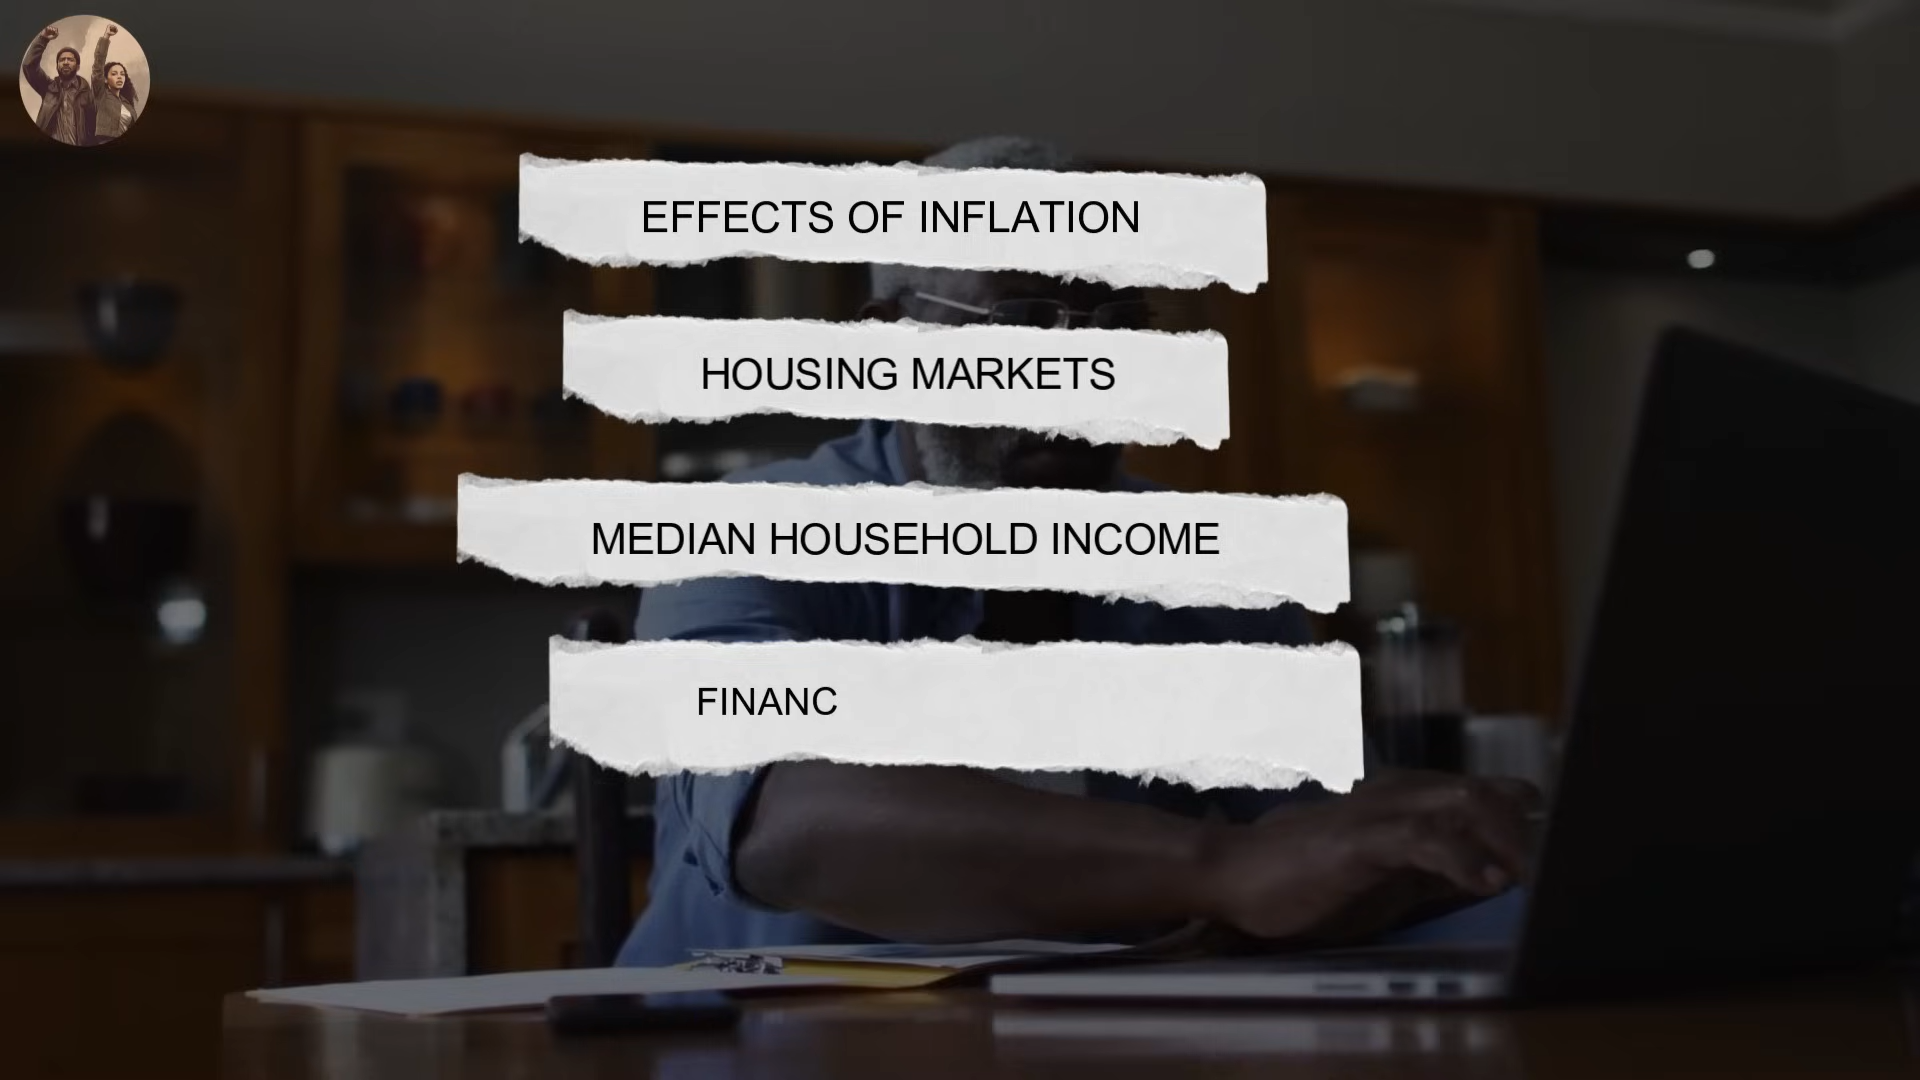 EFFECTS OF INFLATION
HOUSING MARKETS
MEDIAN HOUSEHOLD INCOME
FINANC